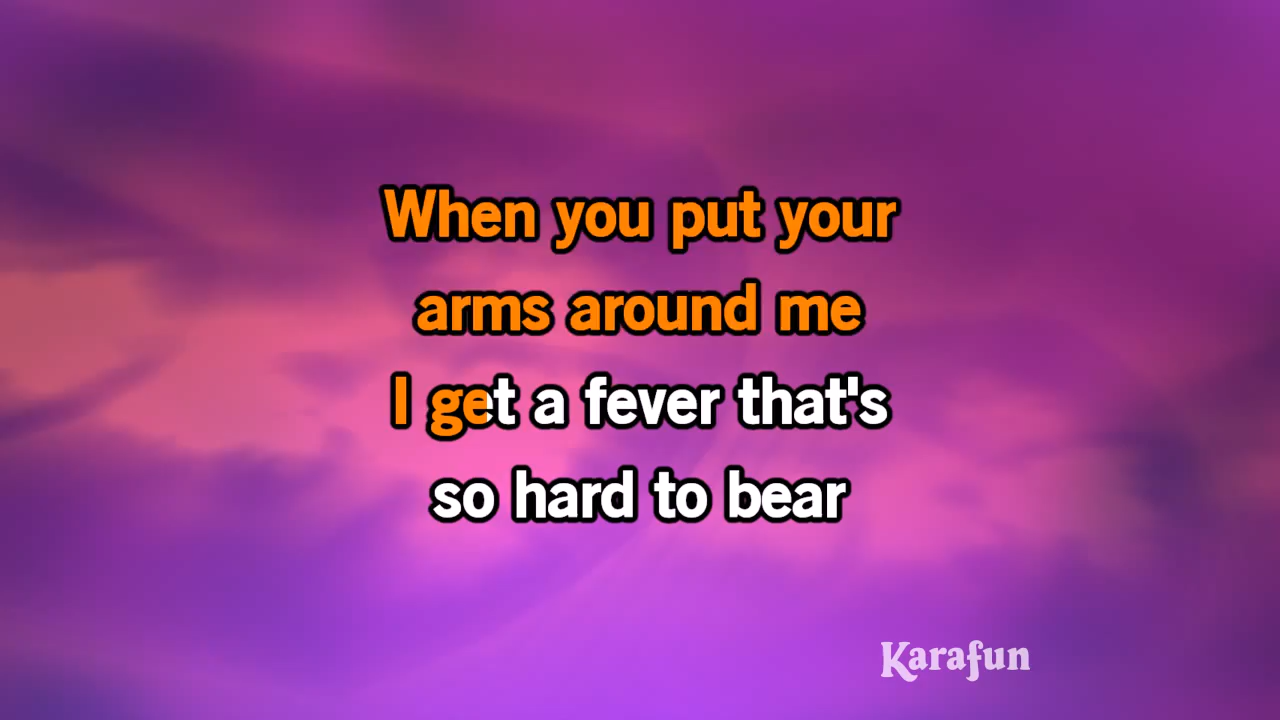 When you put your
arms around me
I get a fever that's
so hard to bear
Karafun